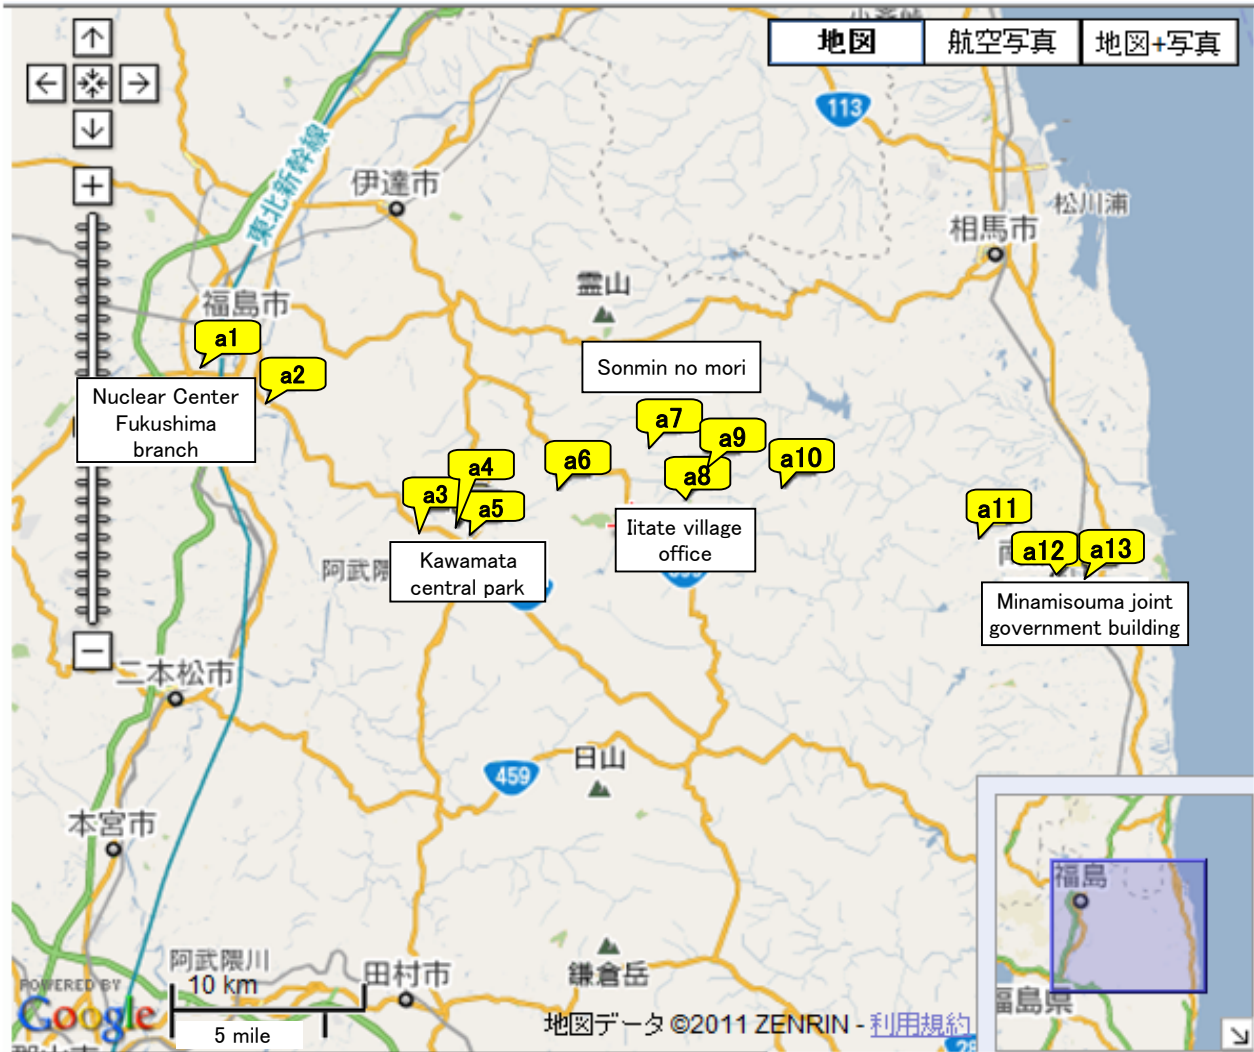 地図
航空写真
地図+写真
113
東北新幹線
伊達市
松川浦
相馬市
霊山
福島市
a1
a2
Sonmin no mori
Nuclear Center
Fukushima
branch
a7
a9
a4
a6
a8
a10
a3
a5
a11
Iitate village
office
a12
a13
阿武隈
Kawamata
central park
Minamisouma joint
government building
二本松市
日山
459
本宮市
福島
阿武隈川
10 km
田村市
鎌倉岳
福島県
POWERED BY
Google
5 mile
地図データ ©2011 ZENRIN - 利用規約